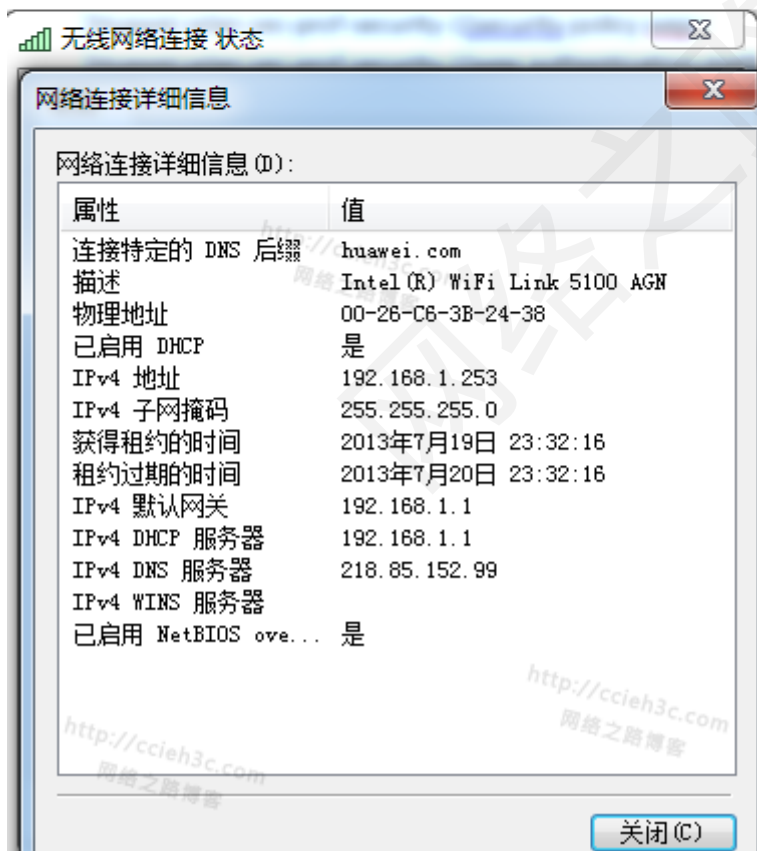 无线网络连接 状态
网络连接详细信息
网络连接详细信息(D):
属性 值
连接特定的 DNS 后缀 huawei.com
描述 Intel(R) WiFi Link 5100 AGN
物理地址 00-26-C6-3B-24-38
已启用 DHCP 是
IPv4 地址 192.168.1.253
IPv4 子网掩码 255.255.255.0
获得租约的时间 2013年7月19日 23:32:16
租约过期的时间 2013年7月20日 23:32:16
IPv4 默认网关 192.168.1.1
IPv4 DHCP 服务器 192.168.1.1
IPv4 DNS 服务器 218.85.152.99
IPv4 WINS 服务器
已启用 NetBIOS ove... 是
http://ccieh3c.com
网络之路博客
http://ccieh3c.com
网络之路博客
关闭(C)